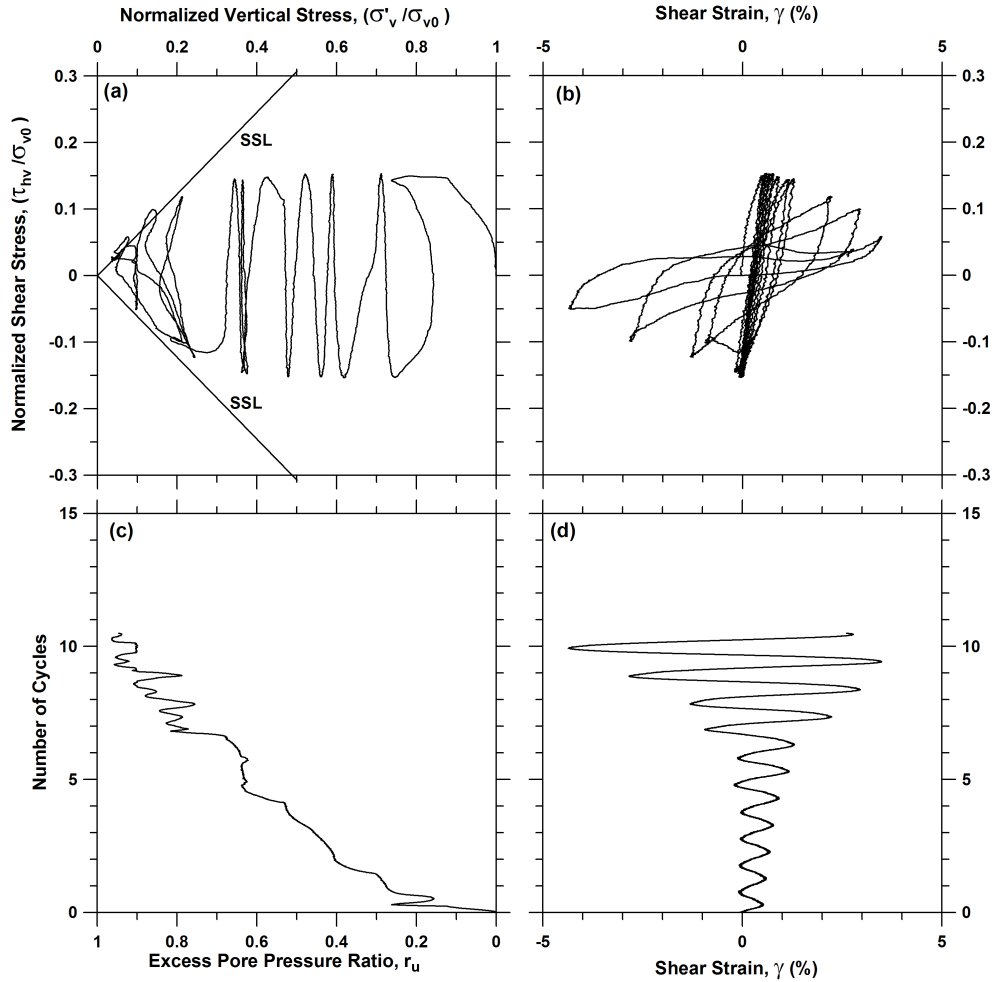 Normalized Vertical Stress, (σ'v /σv0 )
Shear Strain, γ (%)
0 0.2 0.4 0.6 0.8 1
-5 0 5
Normalized Shear Stress, (τhv /σv0 )
0.3
0.2
0.1
0
-0.1
-0.2
-0.3
(a)
SSL
SSL
(b)
0.3
0.2
0.1
0
-0.1
-0.2
-0.3
Number of Cycles
15
10
5
0
(c)
(d)
15
10
5
0
1 0.8 0.6 0.4 0.2 0
-5 0 5
Excess Pore Pressure Ratio, ru
Shear Strain, γ (%)